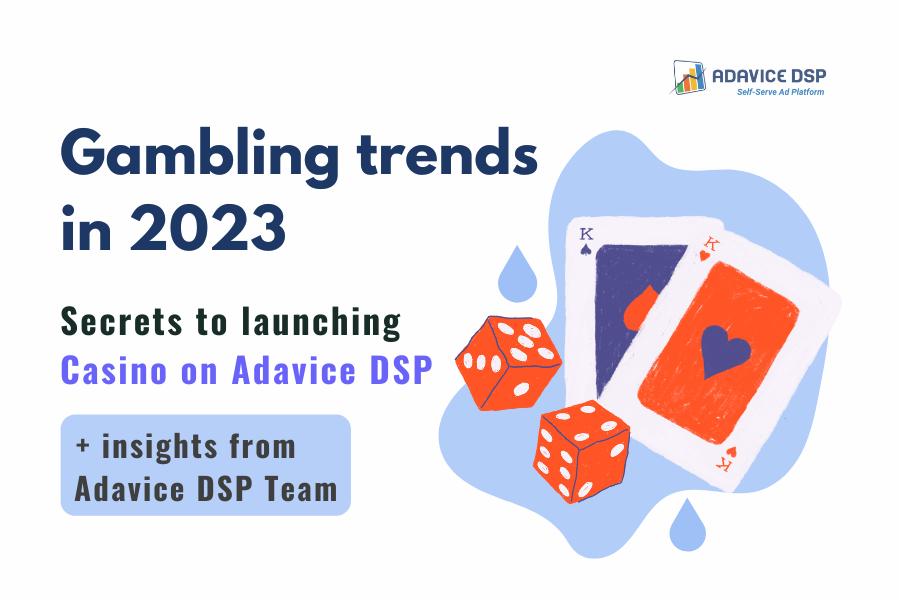 ADAVICE DSP
Self-Serve Ad Platform
Gambling trends
in 2023
Secrets to launching
Casino on Adavice DSP
+ insights from
Adavice DSP Team
K
K
K